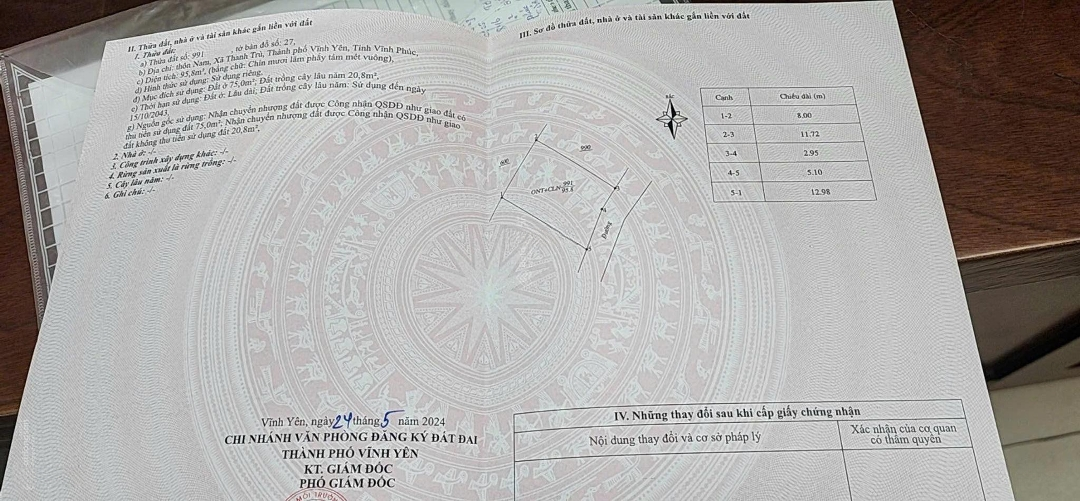 II. Thửa đất, nhà ở và tài sản khác gắn liền với đất
1. Thửa đất:
a) Thửa đất số: 991, tờ bản đồ số: 27,
b) Địa chỉ: thôn Nam, Xã Thanh Trù, Thành phố Vĩnh Yên, Tỉnh Vĩnh Phúc,
c) Diện tích: 95,8m², (bằng chữ: Chín mươi lăm phẩy tám mét vuông),
d) Hình thức sử dụng: Sử dụng riêng,
đ) Mục đích sử dụng: Đất ở 75,0m²; Đất trồng cây lâu năm 20,8m²,
e) Thời hạn sử dụng: Đất ở: Lâu dài; Đất trồng cây lâu năm: Sử dụng đến ngày
15/10/2043,
g) Nguồn gốc sử dụng: Nhận chuyển nhượng đất được Công nhận QSDĐ như giao đất có
thu tiền sử dụng đất 75,0m²; Nhận chuyển nhượng đất được Công nhận QSDĐ như giao
đất không thu tiền sử dụng đất 20,8m²,
2. Nhà ở: -/-
3. Công trình xây dựng khác: -/-
4. Rừng sản xuất là rừng trồng: -/-
5. Cây lâu năm: -/-
6. Ghi chú: -/-
Vĩnh Yên, ngày 24 tháng 5 năm 2024
CHI NHÁNH VĂN PHÒNG ĐĂNG KÝ ĐẤT ĐAI
THÀNH PHỐ VĨNH YÊN
KT. GIÁM ĐỐC
PHÓ GIÁM ĐỐC
MÔI TRƯỜNG
III. Sơ đồ thửa đất, nhà ở và tài sản khác gắn liền với đất
BẮC
Cạnh Chiều dài (m)
1-2 8.00
2-3 11.72
3-4 2.95
4-5 5.10
5-1 12.98
2
990
1
ONT+CLN 991
95.8
3
4
Đường
5
IV. Những thay đổi sau khi cấp giấy chứng nhận
Nội dung thay đổi và cơ sở pháp lý
Xác nhận của cơ quan
có thẩm quyền